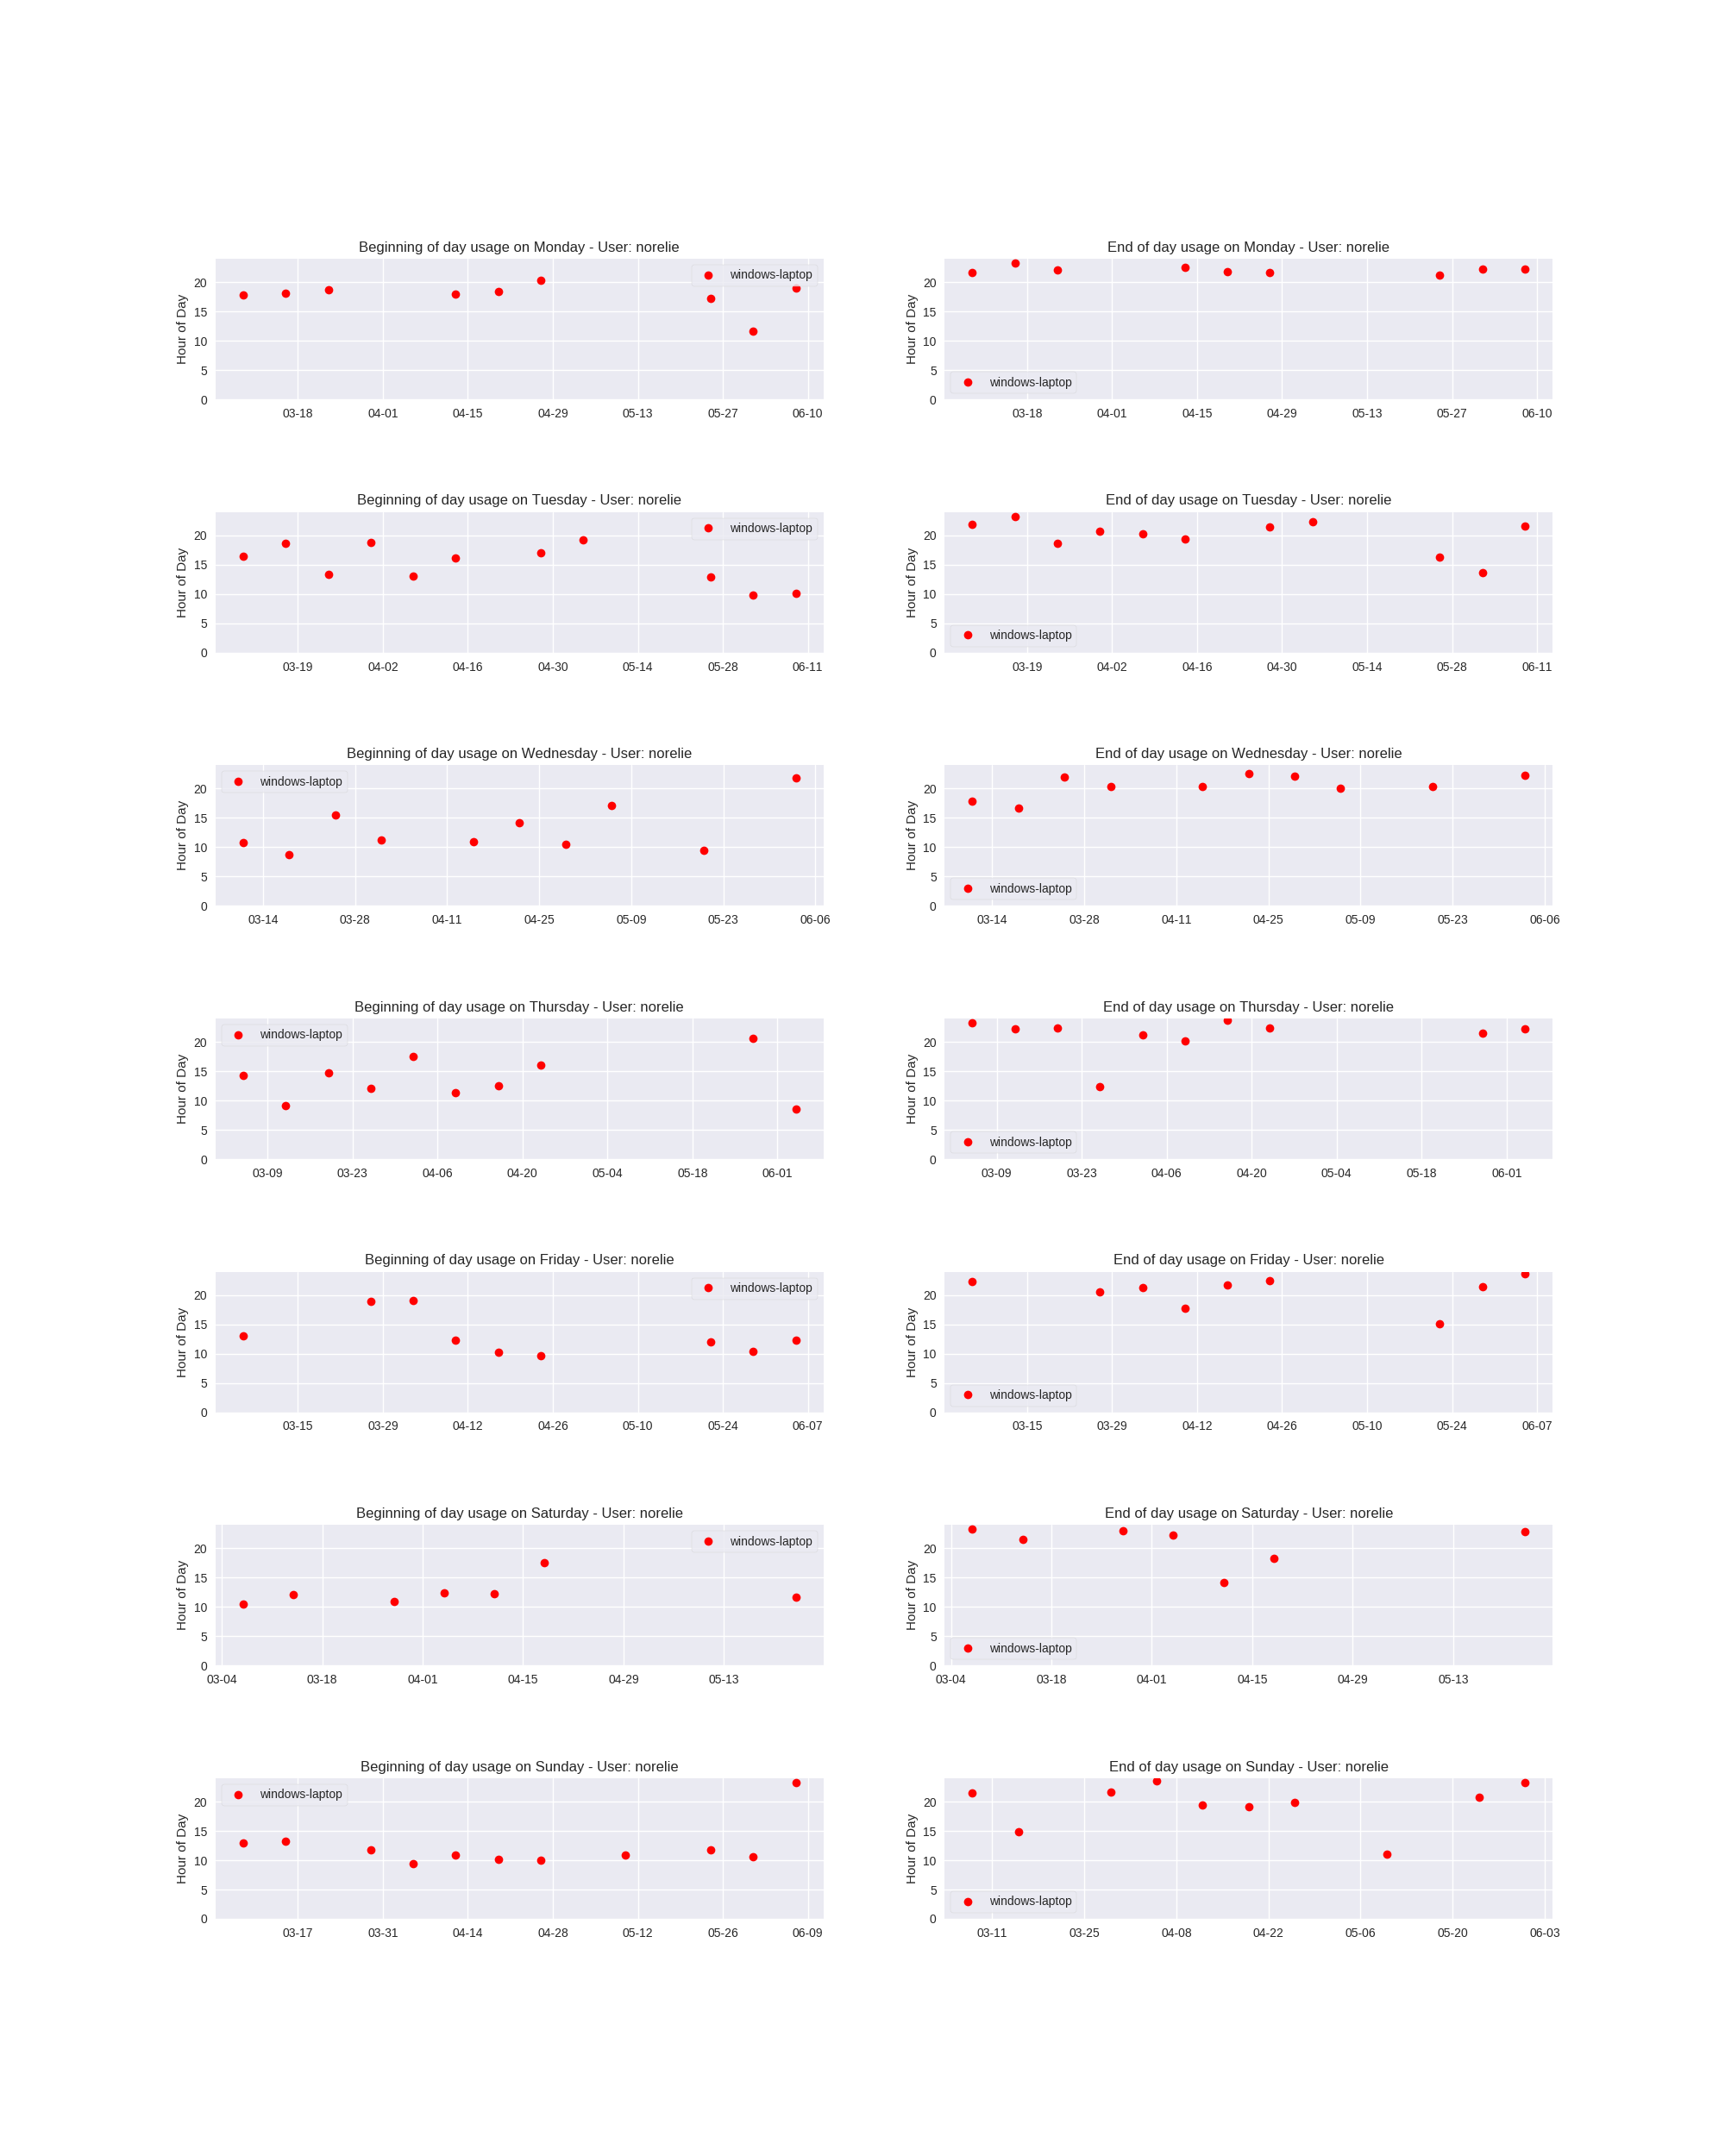 Beginning of day usage on Monday - User: norelie
Hour of Day
20
15
10
5
0
windows-laptop
03-18 04-01 04-15 04-29 05-13 05-27 06-10
End of day usage on Monday - User: norelie
20
15
10
5
0
windows-laptop
03-18 04-01 04-15 04-29 05-13 05-27 06-10
Beginning of day usage on Tuesday - User: norelie
Hour of Day
20
15
10
5
0
windows-laptop
03-19 04-02 04-16 04-30 05-14 05-28 06-11
End of day usage on Tuesday - User: norelie
Hour of Day
20
15
10
5
0
windows-laptop
03-19 04-02 04-16 04-30 05-14 05-28 06-11
Beginning of day usage on Wednesday - User: norelie
Hour of Day
20
15
10
5
0
windows-laptop
03-14 03-28 04-11 04-25 05-09 05-23 06-06
End of day usage on Wednesday - User: norelie
Hour of Day
20
15
10
5
0
windows-laptop
03-14 03-28 04-11 04-25 05-09 05-23 06-06
Beginning of day usage on Thursday - User: norelie
Hour of Day
20
15
10
5
0
windows-laptop
03-09 03-23 04-06 04-20 05-04 05-18 06-01
End of day usage on Thursday - User: norelie
Hour of Day
20
15
10
5
0
windows-laptop
03-09 03-23 04-06 04-20 05-04 05-18 06-01
Beginning of day usage on Friday - User: norelie
Hour of Day
20
15
10
5
0
windows-laptop
03-15 03-29 04-12 04-26 05-10 05-24 06-07
End of day usage on Friday - User: norelie
Hour of Day
20
15
10
5
0
windows-laptop
03-15 03-29 04-12 04-26 05-10 05-24 06-07
Beginning of day usage on Saturday - User: norelie
Hour of Day
20
15
10
5
0
windows-laptop
03-04 03-18 04-01 04-15 04-29 05-13
End of day usage on Saturday - User: norelie
Hour of Day
20
15
10
5
0
windows-laptop
03-04 03-18 04-01 04-15 04-29 05-13
Beginning of day usage on Sunday - User: norelie
Hour of Day
20
15
10
5
0
windows-laptop
03-17 03-31 04-14 04-28 05-12 05-26 06-09
End of day usage on Sunday - User: norelie
Hour of Day
20
15
10
5
0
windows-laptop
03-11 03-25 04-08 04-22 05-06 05-20 06-03